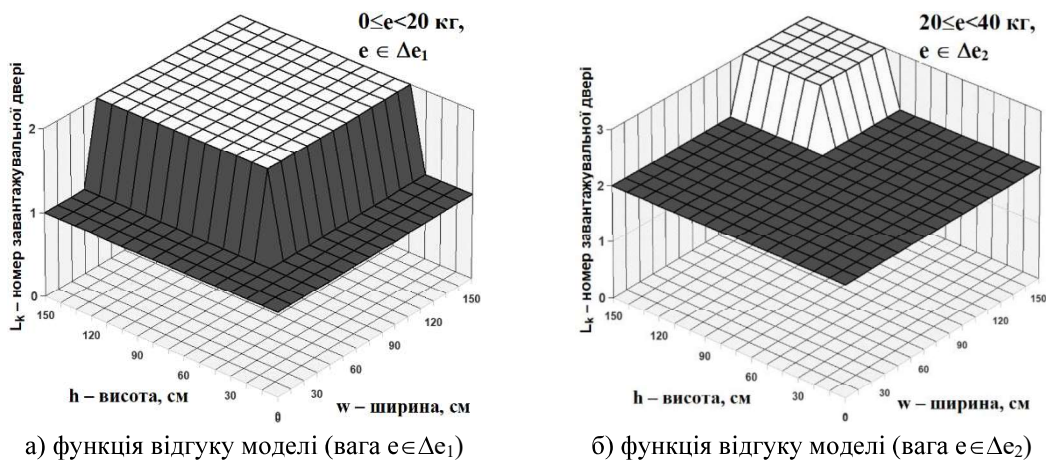 0≤e<20 кг,
e ∈ Δe₁
L_k – номер завантажувальної двері
2
1
0
150
120
90
60
30
0
0
30
60
90
120
150
h – висота, см
w – ширина, см
а) функція відгуку моделі (вага e∈Δe₁)
20≤e<40 кг,
e ∈ Δe₂
L_k – номер завантажувальної двері
3
2
1
0
150
120
90
60
30
0
30
60
90
120
150
h – висота, см
w – ширина, см
б) функція відгуку моделі (вага e∈Δe₂)